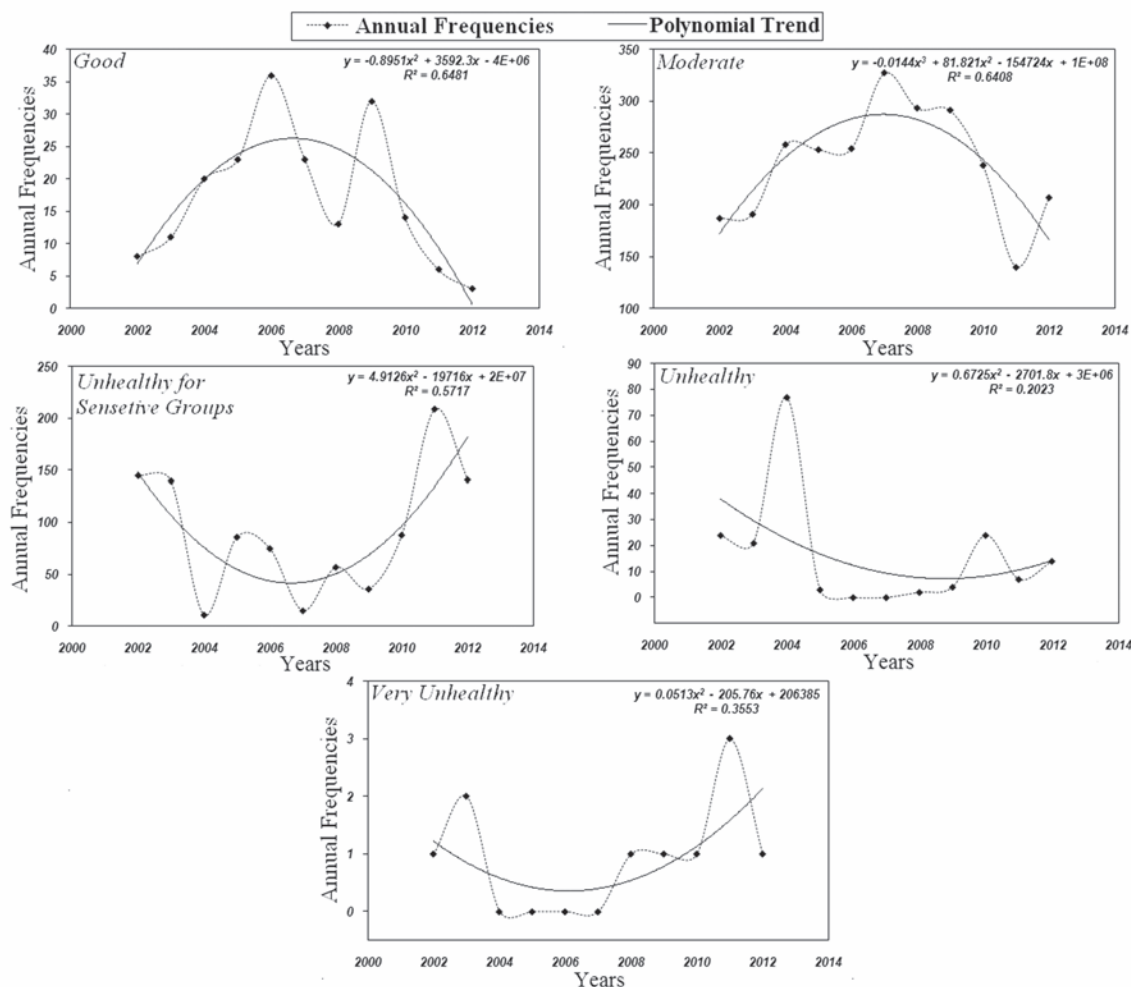 Annual Frequencies Polynomial Trend
Good
y = -0.8951x² + 3592.3x - 4E+06
R² = 0.6481
Annual Frequencies
40
35
30
25
20
15
10
5
0
2000 2002 2004 2006 2008 2010 2012 2014
Years
Moderate
y = -0.0144x³ + 81.821x² - 154724x + 1E+08
R² = 0.6408
Annual Frequencies
350
300
250
200
150
100
2000 2002 2004 2006 2008 2010 2012 2014
Years
Unhealthy for
Sensetive Groups
y = 4.9126x² - 19716x + 2E+07
R² = 0.5717
Annual Frequencies
250
200
150
100
50
0
2000 2002 2004 2006 2008 2010 2012 2014
Years
Unhealthy
y = 0.6725x² - 2701.8x + 3E+06
R² = 0.2023
Annual Frequencies
90
80
70
60
50
40
30
20
10
0
2000 2002 2004 2006 2008 2010 2012 2014
Years
Very Unhealthy
y = 0.0513x² - 205.76x + 206385
R² = 0.3553
Annual Frequencies
4
3
2
1
0
2000 2002 2004 2006 2008 2010 2012 2014
Years